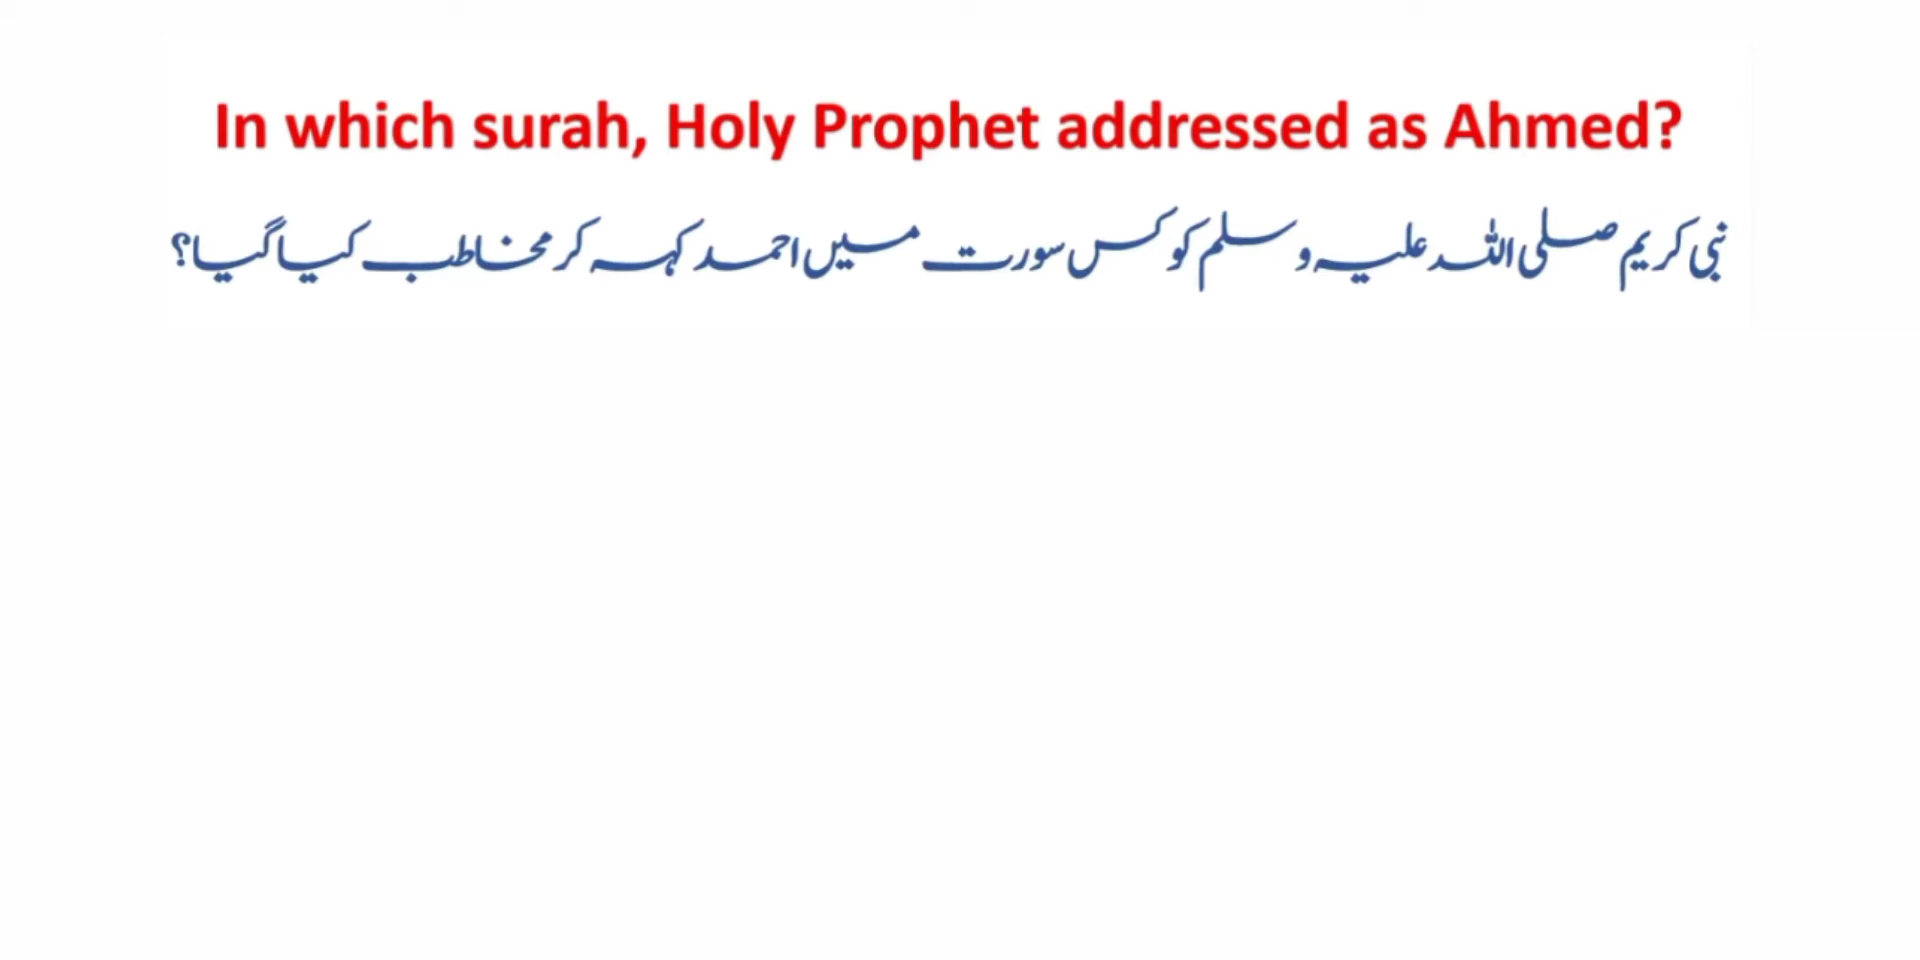 In which surah, Holy Prophet addressed as Ahmed?
نبی کریم صلی اللہ علیہ وسلم کو کس سورت میں احمد کہہ کر مخاطب کیا گیا؟